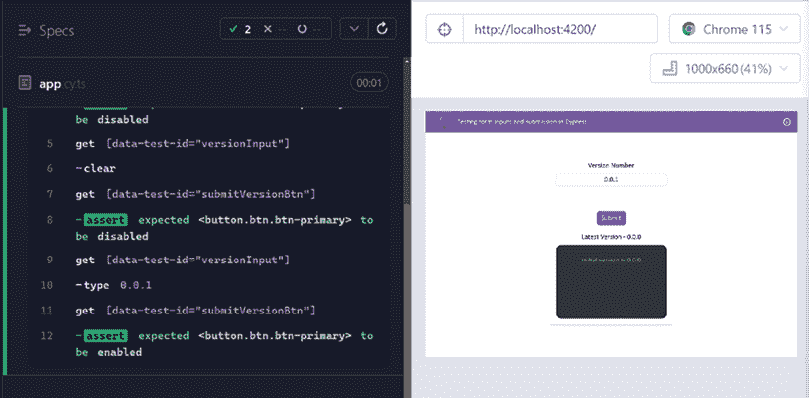 Specs
2 -- --
app cy.ts 00:01
be disabled
5 get [data-test-id="versionInput"]
6 -clear
7 get [data-test-id="submitVersionBtn"]
8 -assert expected <button.btn.btn-primary> to
be disabled
9 get [data-test-id="versionInput"]
10 -type 0.0.1
11 get [data-test-id="submitVersionBtn"]
12 -assert expected <button.btn.btn-primary> to
be enabled
http://localhost:4200/
Chrome 115
1000x660 (41%)
Testing form inputs and submission in Cypress
Version Number
0.0.1
Submit
Latest Version - 0.0.0